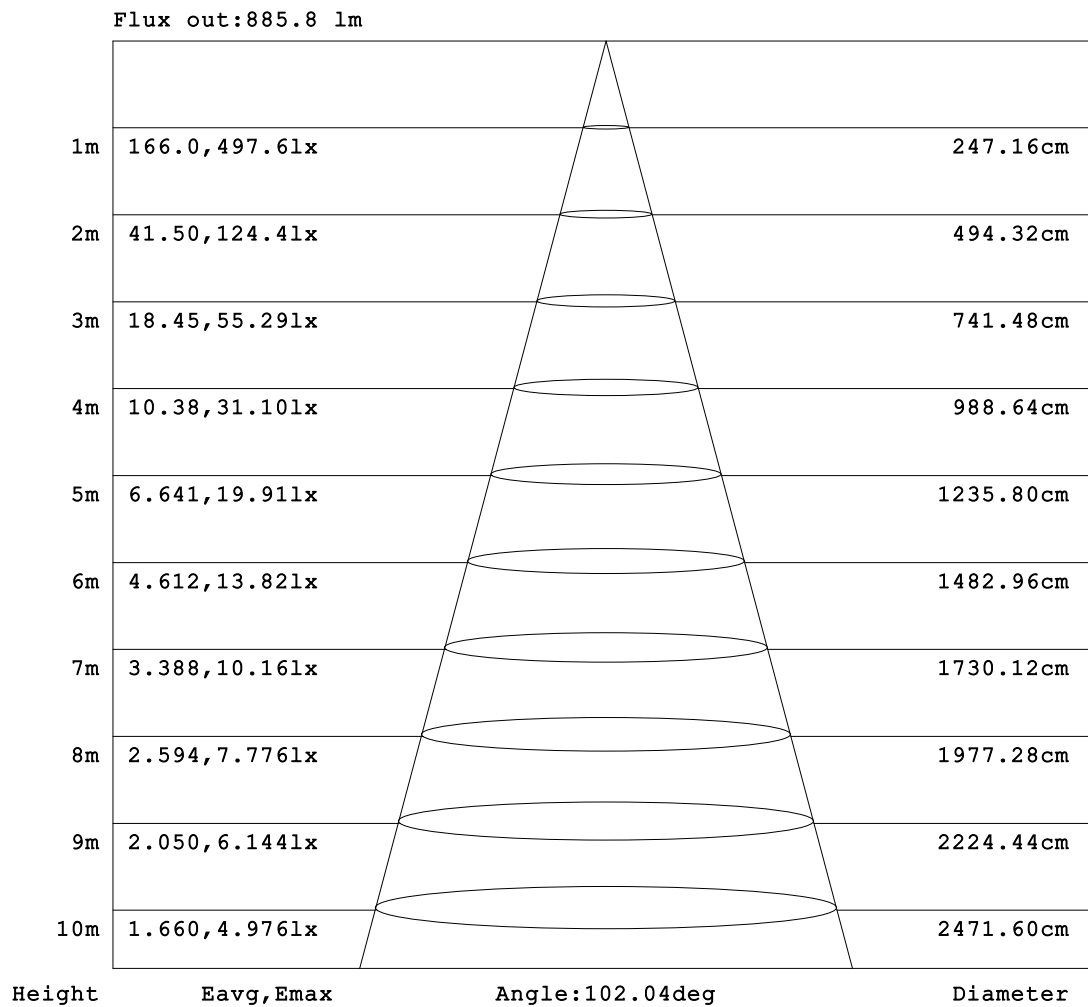 Flux out:885.8 lm
1m 166.0,497.6lx 247.16cm
2m 41.50,124.4lx 494.32cm
3m 18.45,55.29lx 741.48cm
4m 10.38,31.10lx 988.64cm
5m 6.641,19.91lx 1235.80cm
6m 4.612,13.82lx 1482.96cm
7m 3.388,10.16lx 1730.12cm
8m 2.594,7.776lx 1977.28cm
9m 2.050,6.144lx 2224.44cm
10m 1.660,4.976lx 2471.60cm
Height Eavg,Emax Angle:102.04deg Diameter